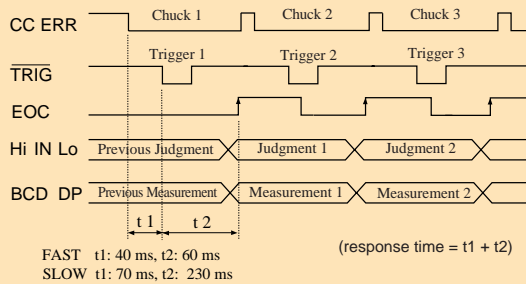 CC ERR Chuck 1 Chuck 2 Chuck 3
TRIG Trigger 1 Trigger 2 Trigger 3
EOC
Hi IN Lo Previous Judgment Judgment 1 Judgment 2
BCD DP Previous Measurement Measurement 1 Measurement 2
t 1 t 2
(response time = t1 + t2)
FAST t1: 40 ms, t2: 60 ms
SLOW t1: 70 ms, t2: 230 ms